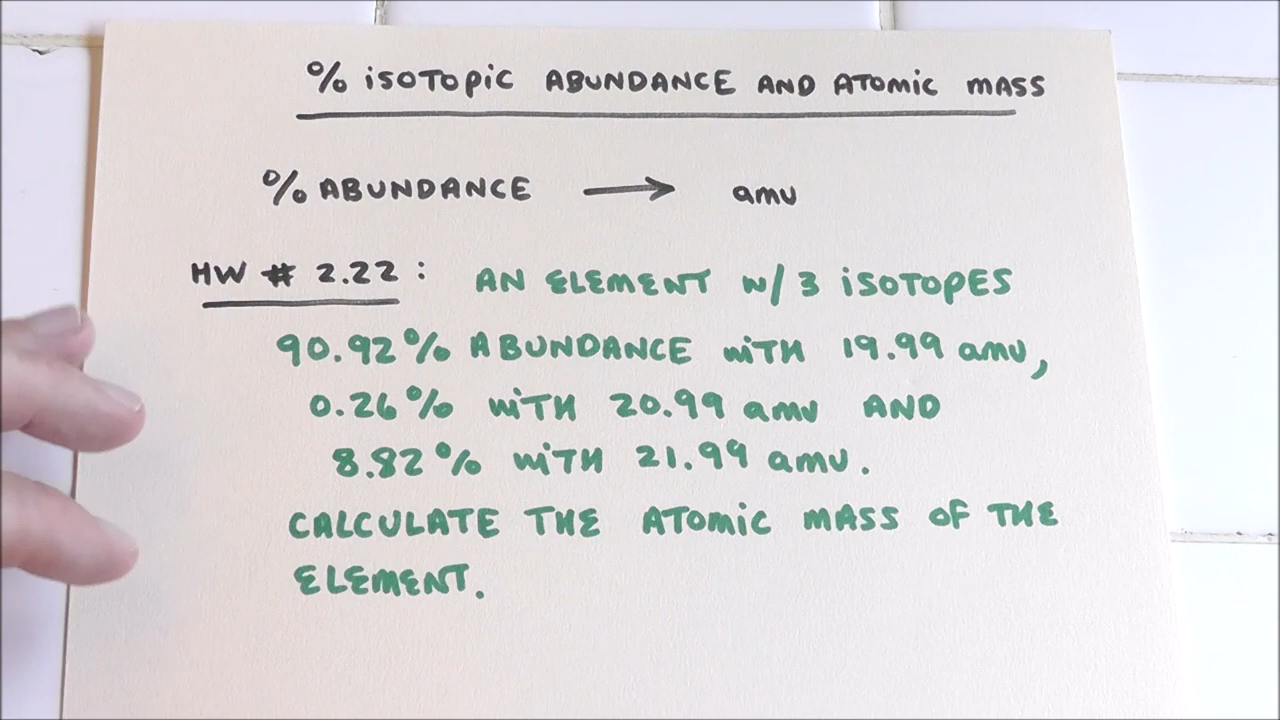 % isotopic ABUNDANCE AND ATOMIC MASS
% ABUNDANCE → amu
HW # 2.22 : AN ELEMENT w/ 3 ISOTOPES
90.92% ABUNDANCE WITH 19.99 amu,
0.26% WITH 20.99 amu AND
8.82% WITH 21.99 amu.
CALCULATE THE ATOMIC MASS OF THE
ELEMENT.